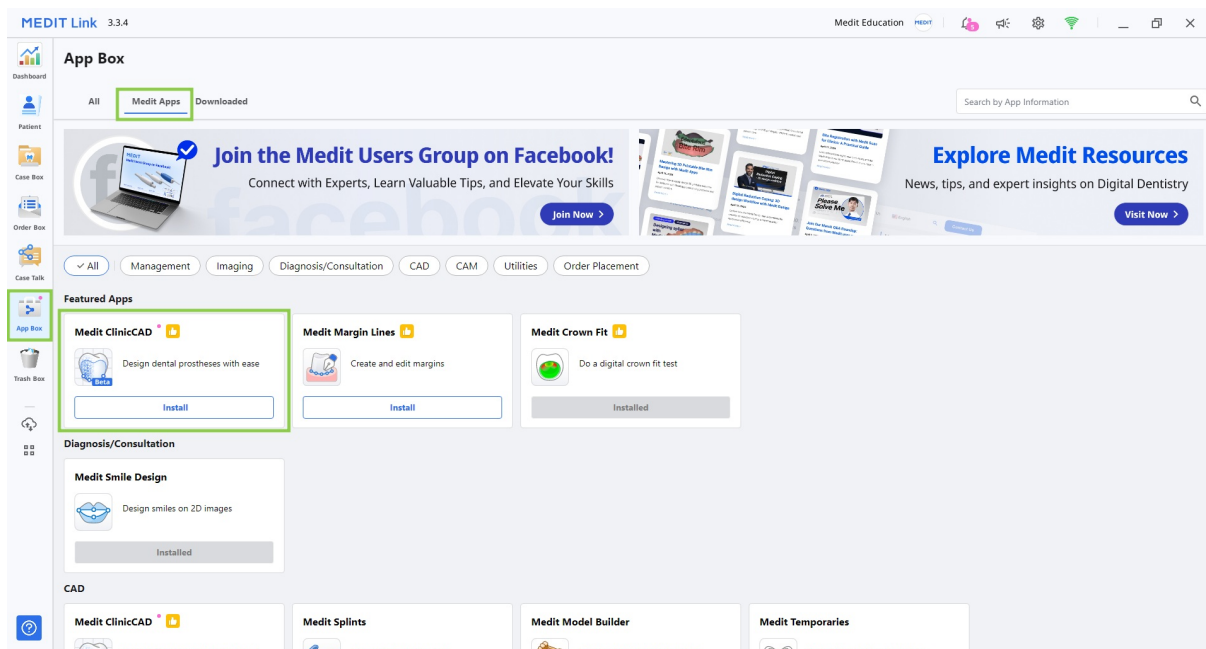 MEDIT Link 3.3.4
Medit Education MEDIT 5
Dashboard
Patient
Case Box
Order Box
Case Talk
App Box
Trash Box
App Box
All Medit Apps Downloaded
Search by App Information
Join the Medit Users Group on Facebook!
Connect with Experts, Learn Valuable Tips, and Elevate Your Skills
Join Now >
Explore Medit Resources
News, tips, and expert insights on Digital Dentistry
Visit Now >
All Management Imaging Diagnosis/Consultation CAD CAM Utilities Order Placement
Featured Apps
Medit ClinicCAD
Design dental prostheses with ease
Beta
Install
Medit Margin Lines
Create and edit margins
Install
Medit Crown Fit
Do a digital crown fit test
Installed
Diagnosis/Consultation
Medit Smile Design
Design smiles on 2D images
Installed
CAD
Medit ClinicCAD
Medit Splints
Medit Model Builder
Medit Temporaries